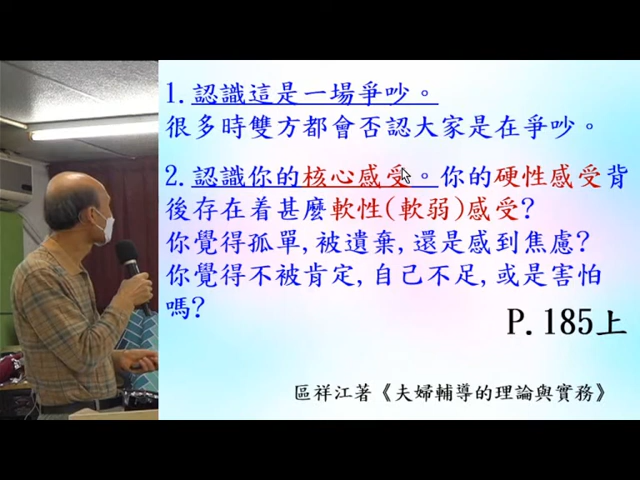 1.認識這是一場爭吵。
很多時雙方都會否認大家是在爭吵。
2.認識你的核心感受。你的硬性感受背
後存在着甚麼軟性(軟弱)感受?
你覺得孤單,被遺棄,還是感到焦慮?
你覺得不被肯定,自己不足,或是害怕
嗎?
P.185上
區祥江著《夫婦輔導的理論與實務》